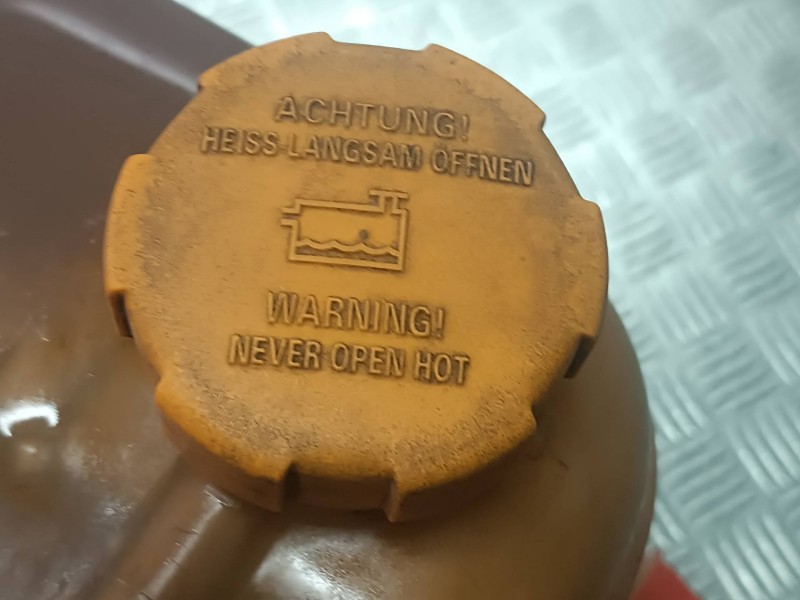 ACHTUNG!
HEISS-LANGSAM ÖFFNEN
WARNING!
NEVER OPEN HOT